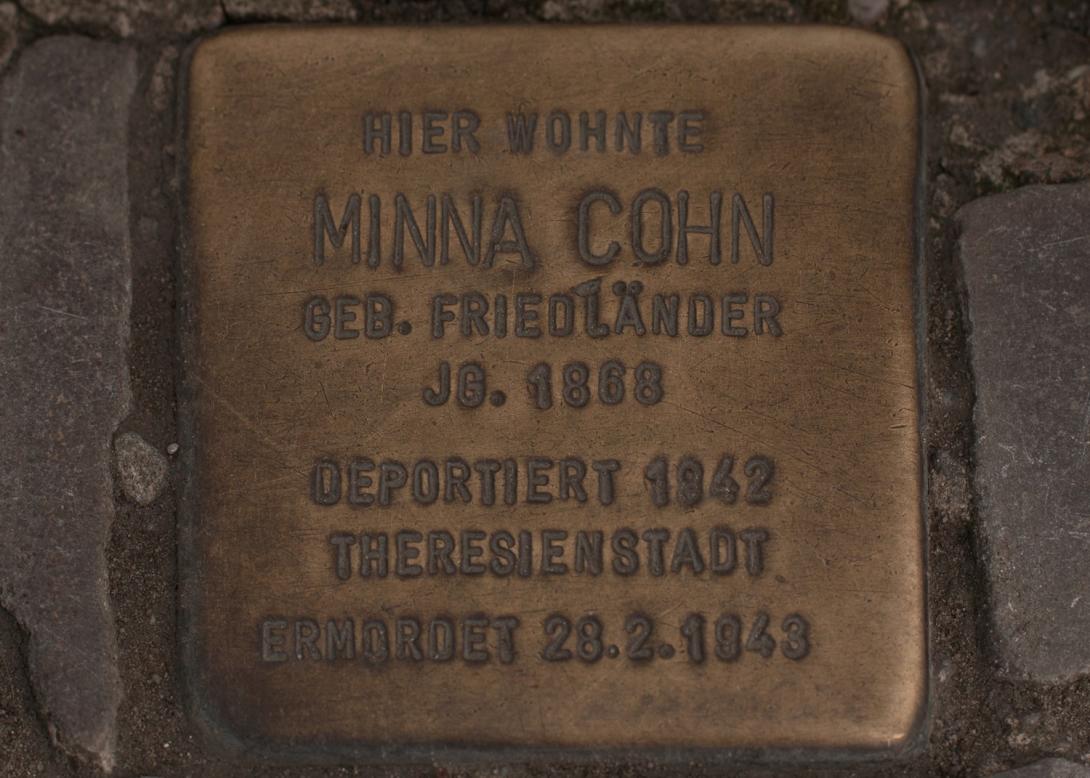 HIER WOHNTE
MINNA COHN
GEB. FRIEDLÄNDER
JG. 1868
DEPORTIERT 1942
THERESIENSTADT
ERMORDET 28.2.1943